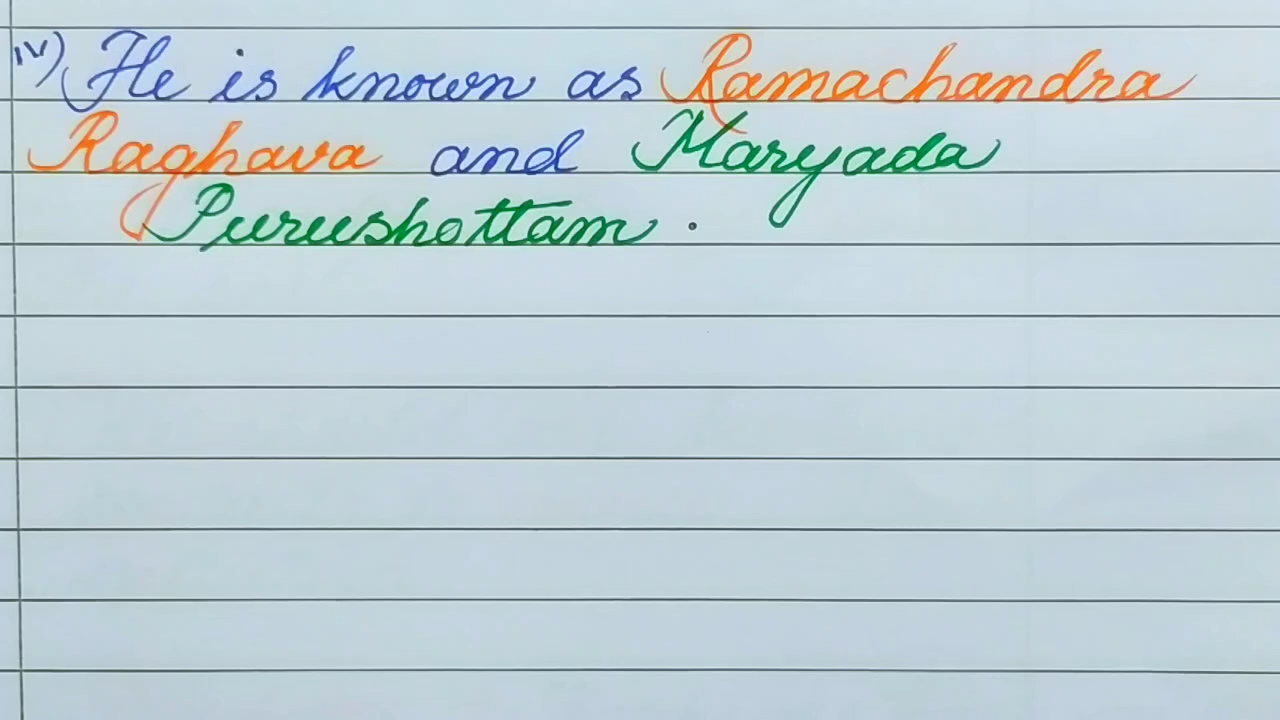 IV) He is known as Ramachandra
Raghava and Maryada
Purushottam .